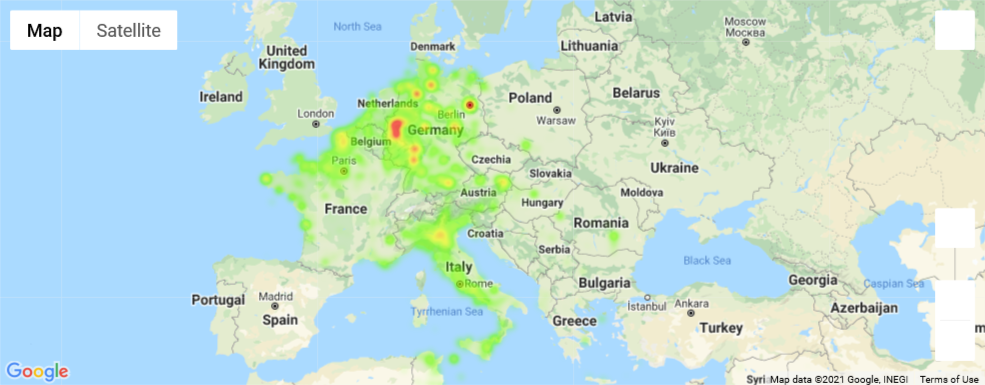 Map
Satellite
North Sea
Denmark
Latvia
Moscow
Москва
Lithuania
United
Kingdom
Ireland
London
Netherlands
Berlin
Germany
Poland
Warsaw
Belarus
Kyiv
Київ
Belgium
Paris
Czechia
Slovakia
Ukraine
Austria
Hungary
Moldova
France
Romania
Croatia
Serbia
Italy
Rome
Black Sea
Bulgaria
Georgia
Caspian Sea
Azerbaijan
Portugal
Madrid
Spain
Tyrrhenian Sea
İstanbul
Ankara
Greece
Turkey
Google
Syri
Map data ©2021 Google, INEGI
Terms of Use